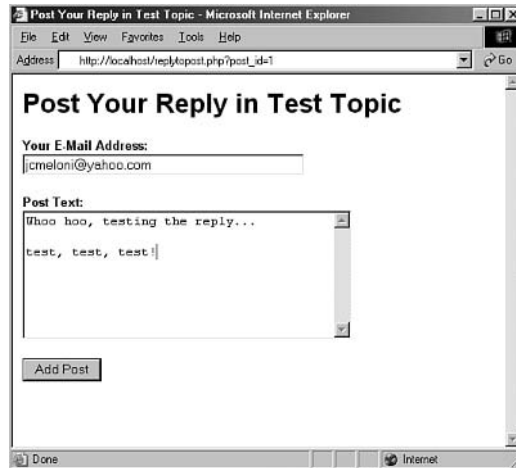 Post Your Reply in Test Topic - Microsoft Internet Explorer
File Edit View Favorites Tools Help
Address http://localhost/replytopost.php?post_id=1 Go
Post Your Reply in Test Topic
Your E-Mail Address:
jcmeloni@yahoo.com
Post Text:
Whoo hoo, testing the reply...
test, test, test!
Add Post
Done Internet